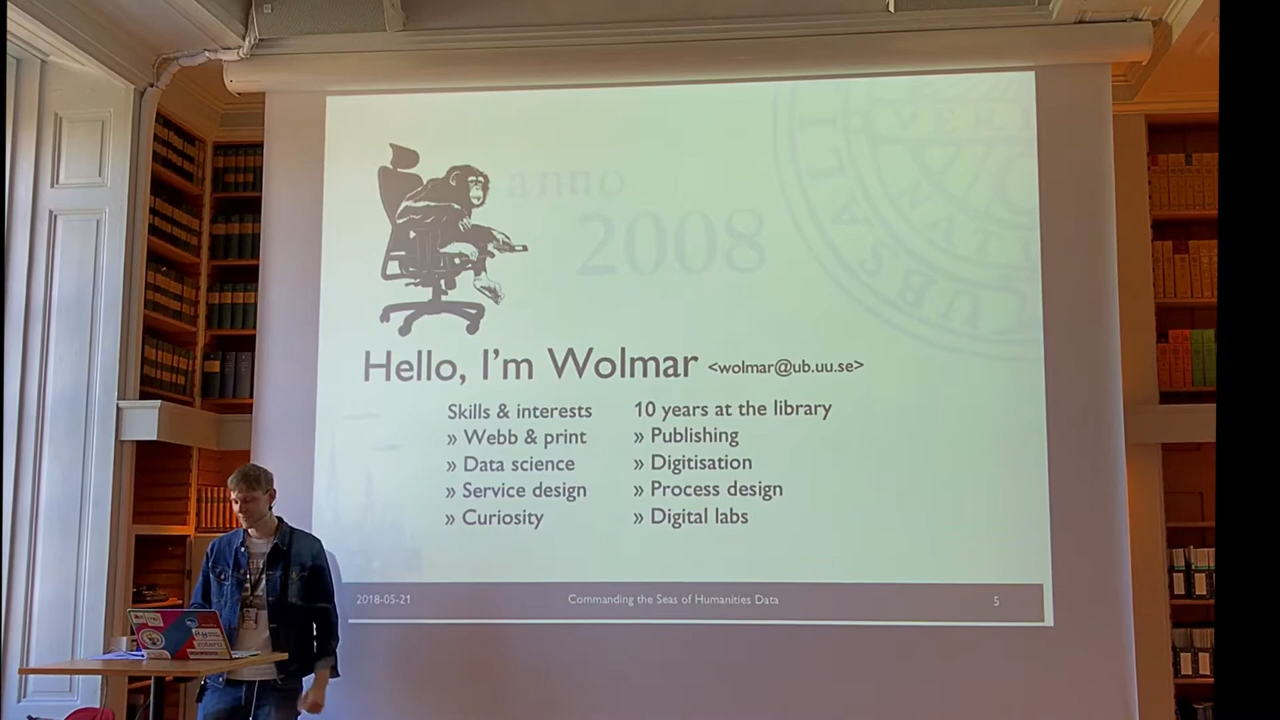 anno
2008
Hello, I'm Wolmar <wolmar@ub.uu.se>
Skills & interests
» Webb & print
» Data science
» Service design
» Curiosity
10 years at the library
» Publishing
» Digitisation
» Process design
» Digital labs
2018-05-21 Commanding the Seas of Humanities Data 5
zotero